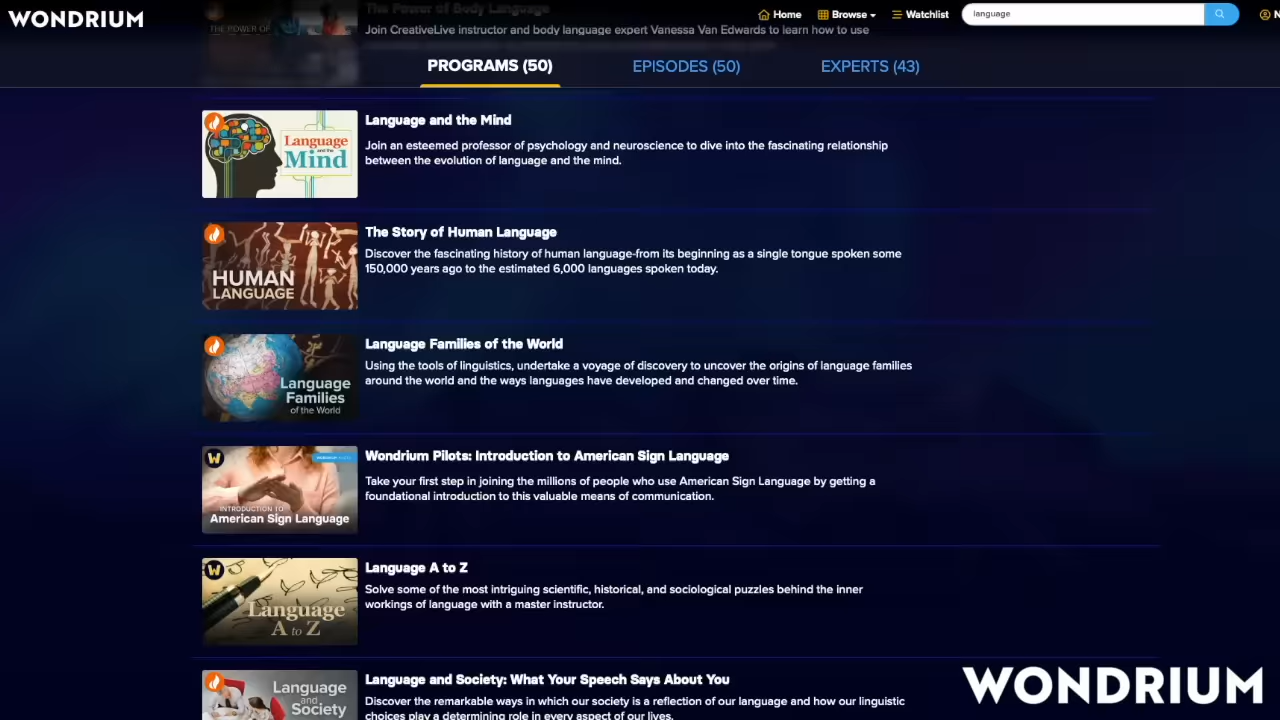 WONDRIUM
Home
Browse
Watchlist
language
N
The Power of Body Language
THE POWER OF
Join CreativeLive instructor and body language expert Vanessa Van Edwards to learn how to use
PROGRAMS (50)
EPISODES (50)
EXPERTS (43)
Language
and the
Mind
Language and the Mind
Join an esteemed professor of psychology and neuroscience to dive into the fascinating relationship
between the evolution of language and the mind.
HUMAN
LANGUAGE
The Story of Human Language
Discover the fascinating history of human language-from its beginning as a single tongue spoken some
150,000 years ago to the estimated 6,000 languages spoken today.
Language
Families
of the World
Language Families of the World
Using the tools of linguistics, undertake a voyage of discovery to uncover the origins of language families
around the world and the ways languages have developed and changed over time.
W
INTRODUCTION TO
American Sign Language
Wondrium Pilots: Introduction to American Sign Language
Take your first step in joining the millions of people who use American Sign Language by getting a
foundational introduction to this valuable means of communication.
W
Language
A to Z
Language A to Z
Solve some of the most intriguing scientific, historical, and sociological puzzles behind the inner
workings of language with a master instructor.
Language
and
Society
Language and Society: What Your Speech Says About You
Discover the remarkable ways in which our society is a reflection of our language and how our linguistic
choices play a determining role in every aspect of our lives.
WONDRIUM